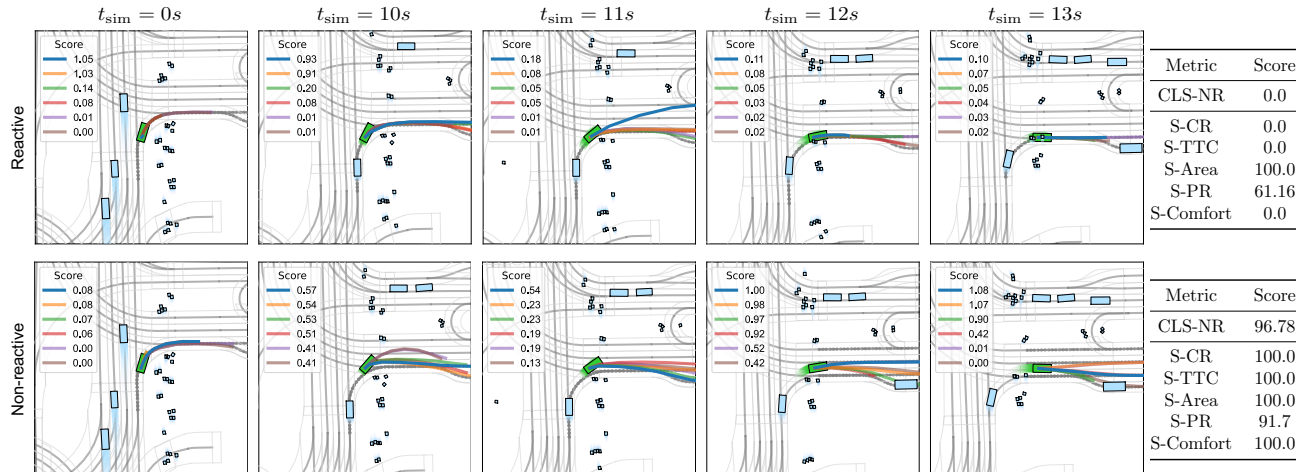 t_sim = 0s t_sim = 10s t_sim = 11s t_sim = 12s t_sim = 13s
Reactive
Score
1.05
1.03
0.14
0.08
0.01
0.00
Score
0.93
0.91
0.20
0.08
0.01
0.01
Score
0.18
0.08
0.05
0.05
0.01
0.01
Score
0.11
0.08
0.05
0.03
0.02
0.02
Score
0.10
0.07
0.05
0.04
0.03
0.02
Metric Score
CLS-NR 0.0
S-CR 0.0
S-TTC 0.0
S-Area 100.0
S-PR 61.16
S-Comfort 0.0
Non-reactive
Score
0.08
0.08
0.07
0.06
0.00
0.00
Score
0.57
0.54
0.53
0.51
0.41
0.41
Score
0.54
0.23
0.23
0.19
0.19
0.13
Score
1.00
0.98
0.97
0.92
0.52
0.42
Score
1.08
1.07
0.90
0.42
0.01
0.00
Metric Score
CLS-NR 96.78
S-CR 100.0
S-TTC 100.0
S-Area 100.0
S-PR 91.7
S-Comfort 100.0